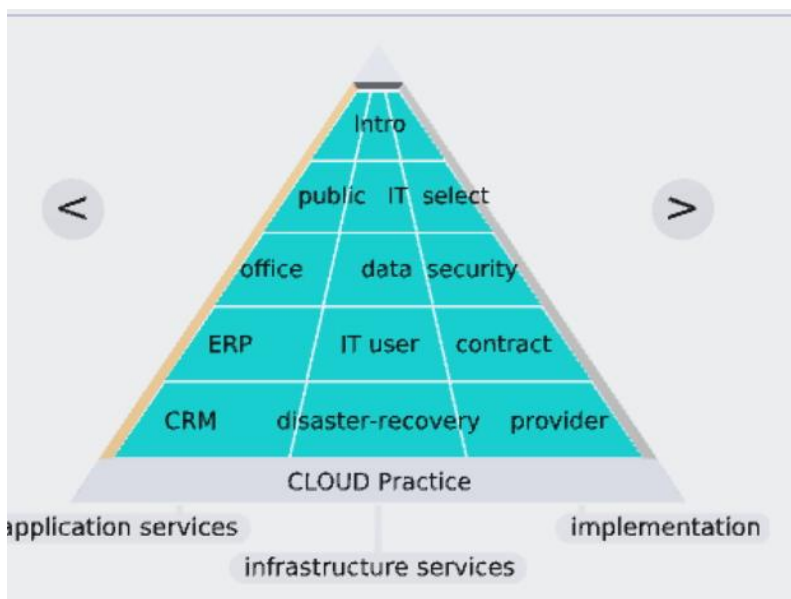 Intro
public IT select
< >
office data security
ERP IT user contract
CRM disaster-recovery provider
CLOUD Practice
application services implementation
infrastructure services